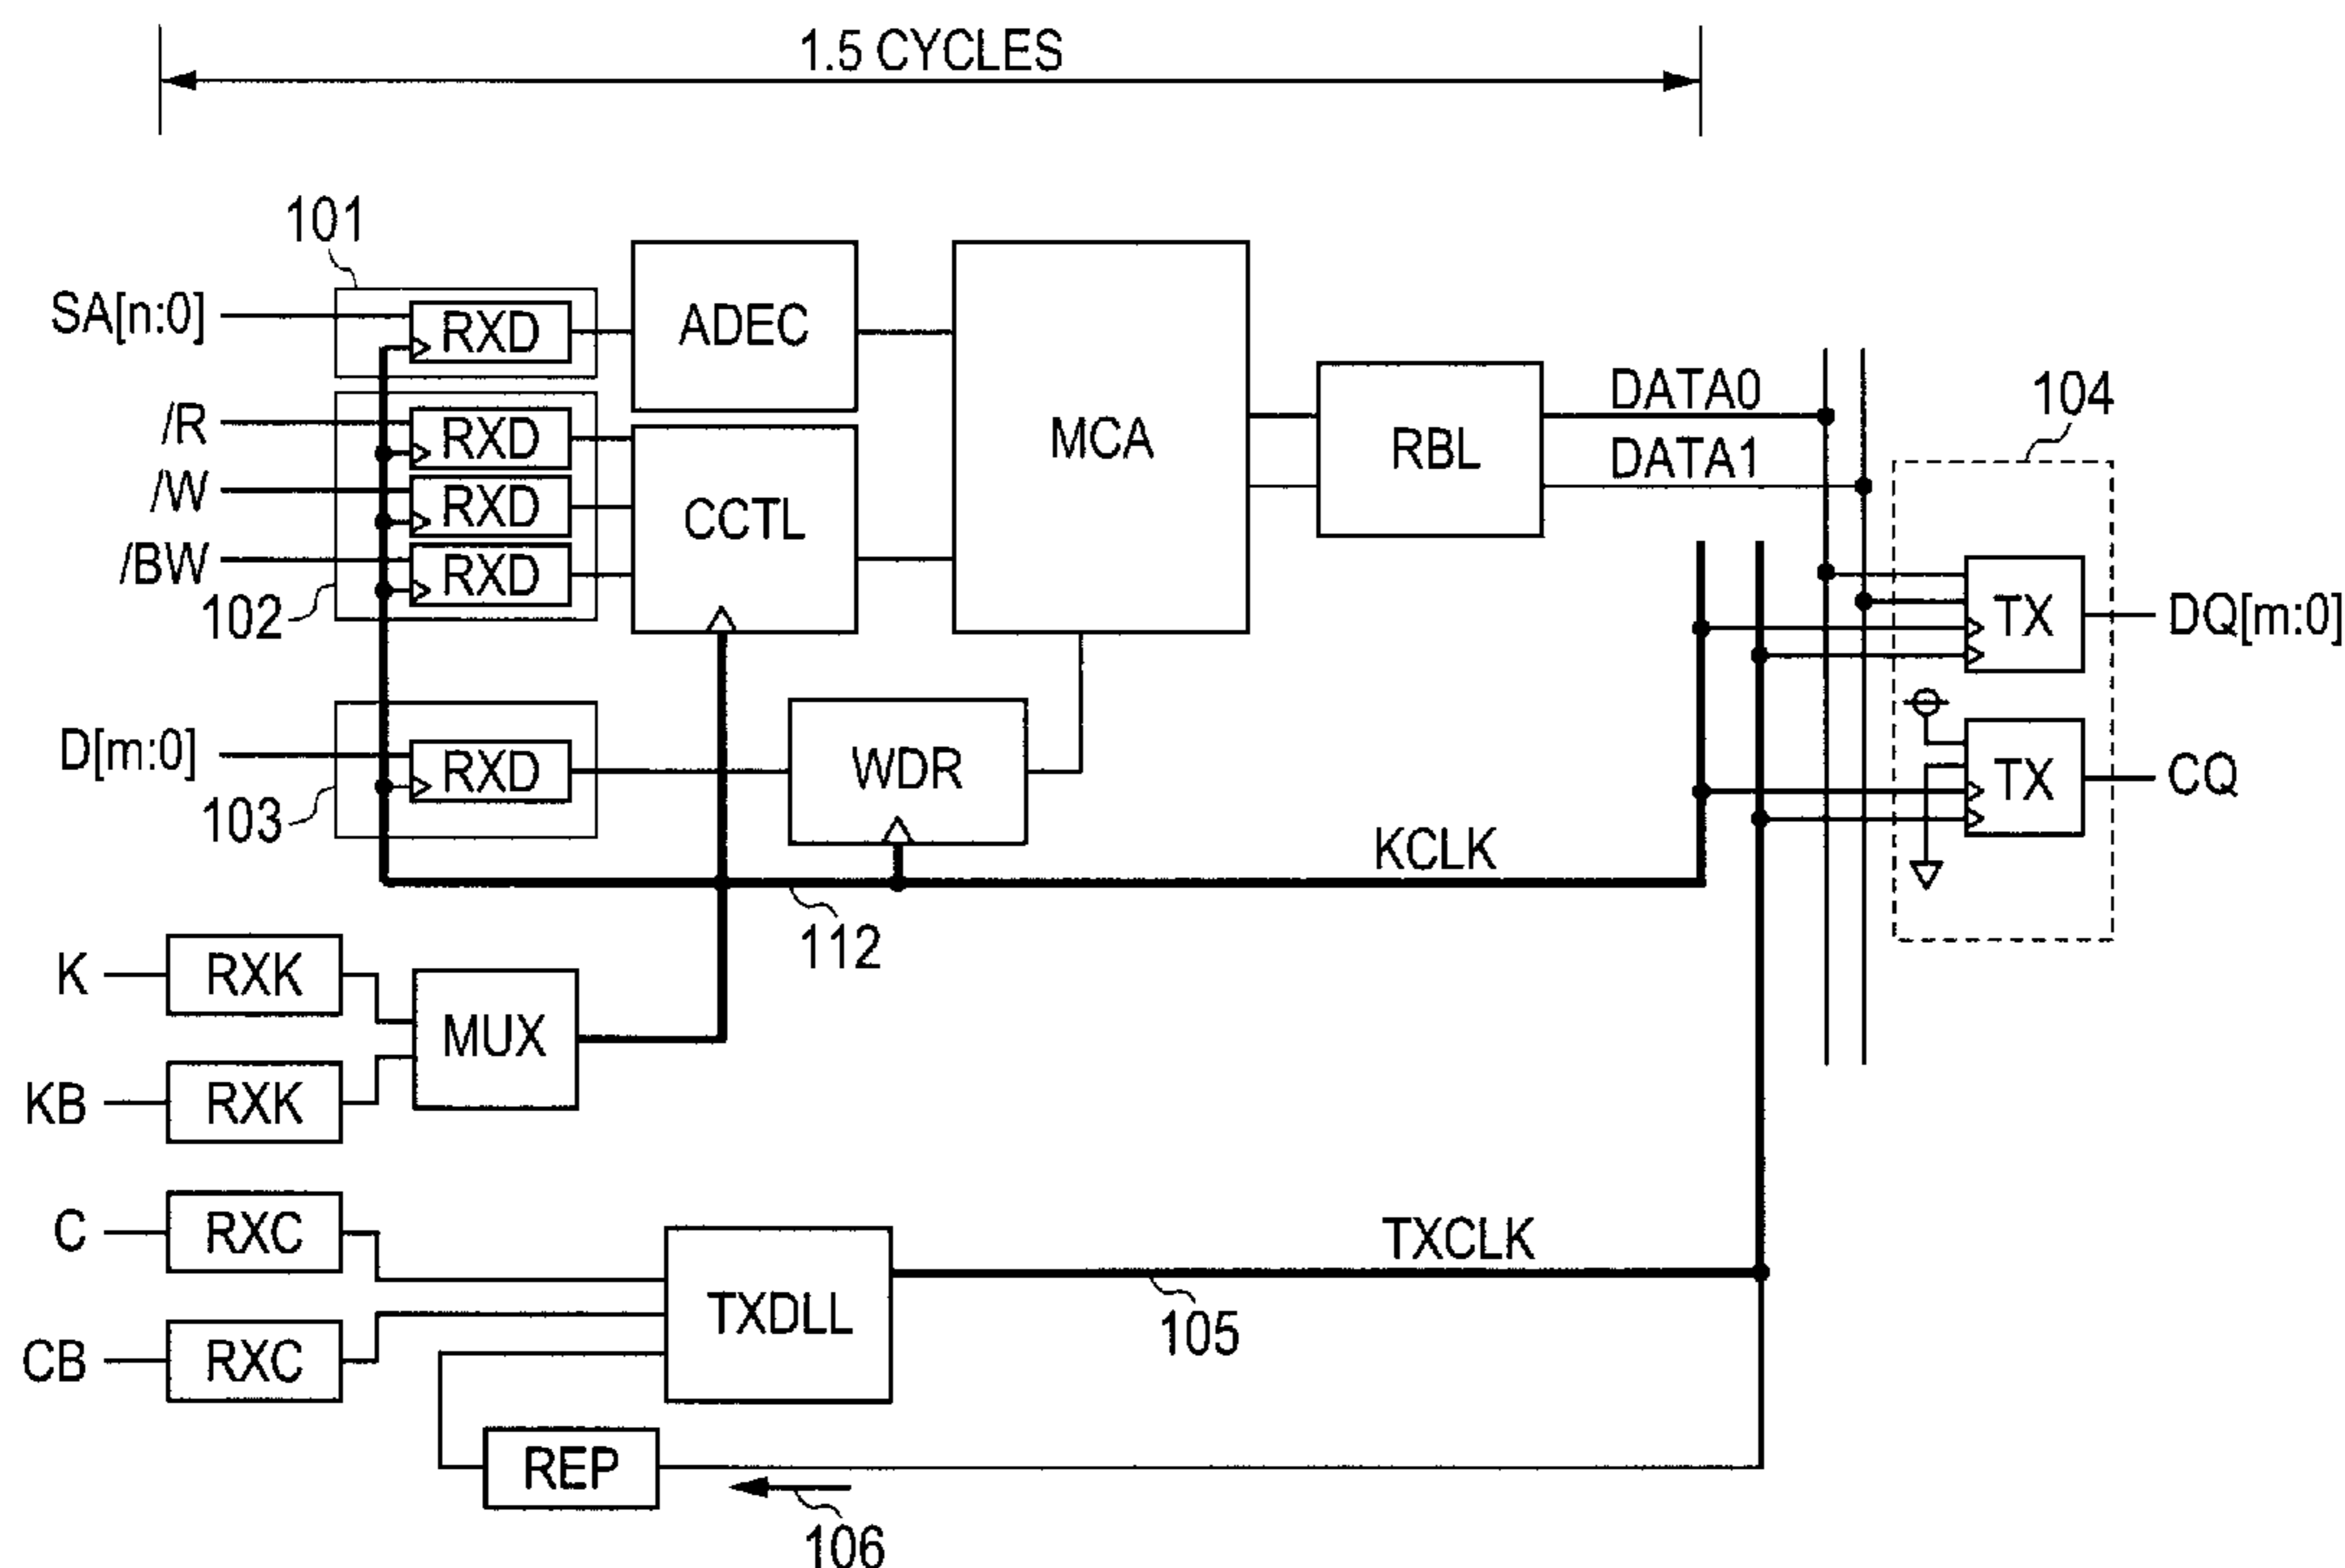 1.5 CYCLES
101
SA[n:0]
RXD
ADEC
MCA
/R
RXD
/W
RXD
/BW
RXD
102
CCTL
RBL
DATA0
DATA1
104
TX
DQ[m:0]
D[m:0]
RXD
103
WDR
TX
CQ
KCLK
112
K
RXK
MUX
KB
RXK
C
RXC
TXDLL
TXCLK
105
CB
RXC
REP
106